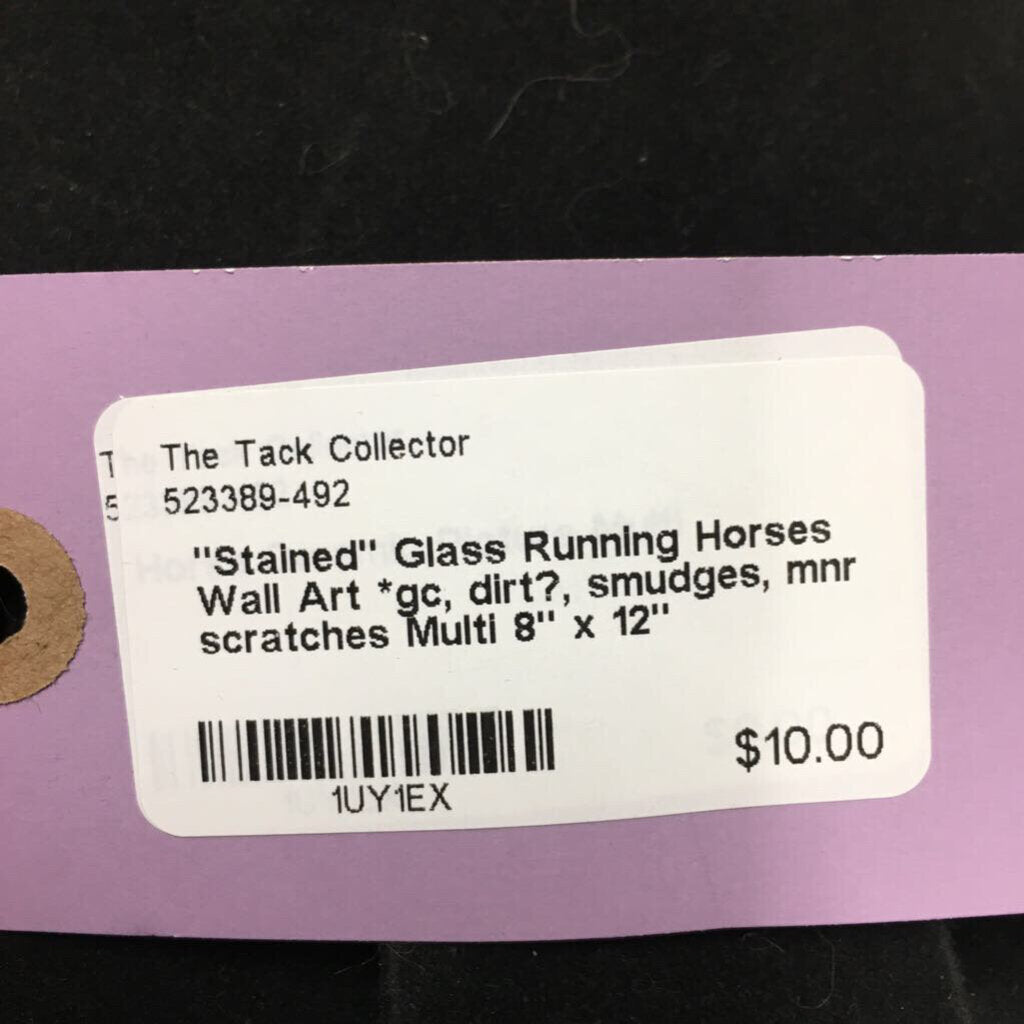 The Tack Collector
523389-492
"Stained" Glass Running Horses
Wall Art *gc, dirt?, smudges, mnr
scratches Multi 8" x 12"
1UY1EX
$10.00